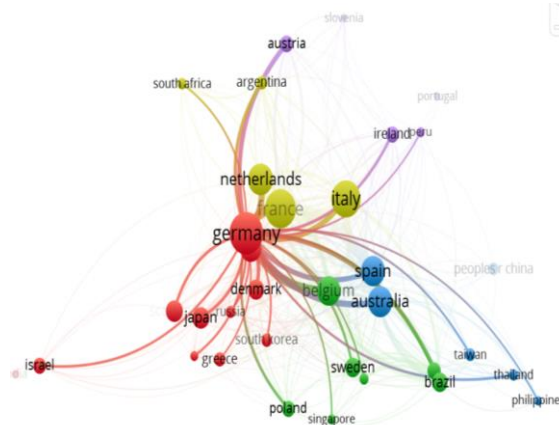 slovenia
austria
south africa
argentina
portugal
ireland
peru
netherlands
italy
france
germany
spain
peoples r china
denmark
belgium
australia
russia
japan
south korea
israel
greece
sweden
taiwan
thailand
brazil
philippine
poland
singapore